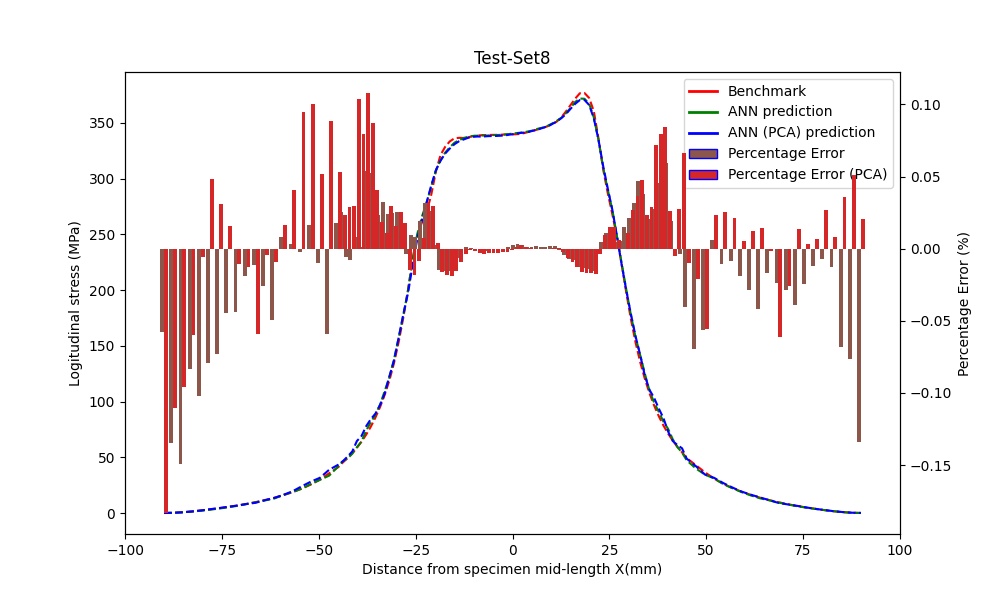 Test-Set8
Benchmark
ANN prediction
ANN (PCA) prediction
Percentage Error
Percentage Error (PCA)
Logitudinal stress (MPa)
350
300
250
200
150
100
50
0
0.10
0.05
0.00
−0.05
−0.10
−0.15
Percentage Error (%)
−100 −75 −50 −25 0 25 50 75 100
Distance from specimen mid-length X(mm)